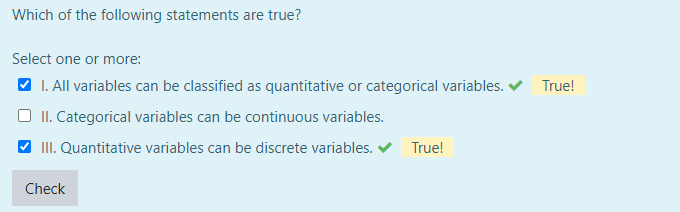 Which of the following statements are true?
Select one or more:
I. All variables can be classified as quantitative or categorical variables. True!
II. Categorical variables can be continuous variables.
III. Quantitative variables can be discrete variables. True!
Check